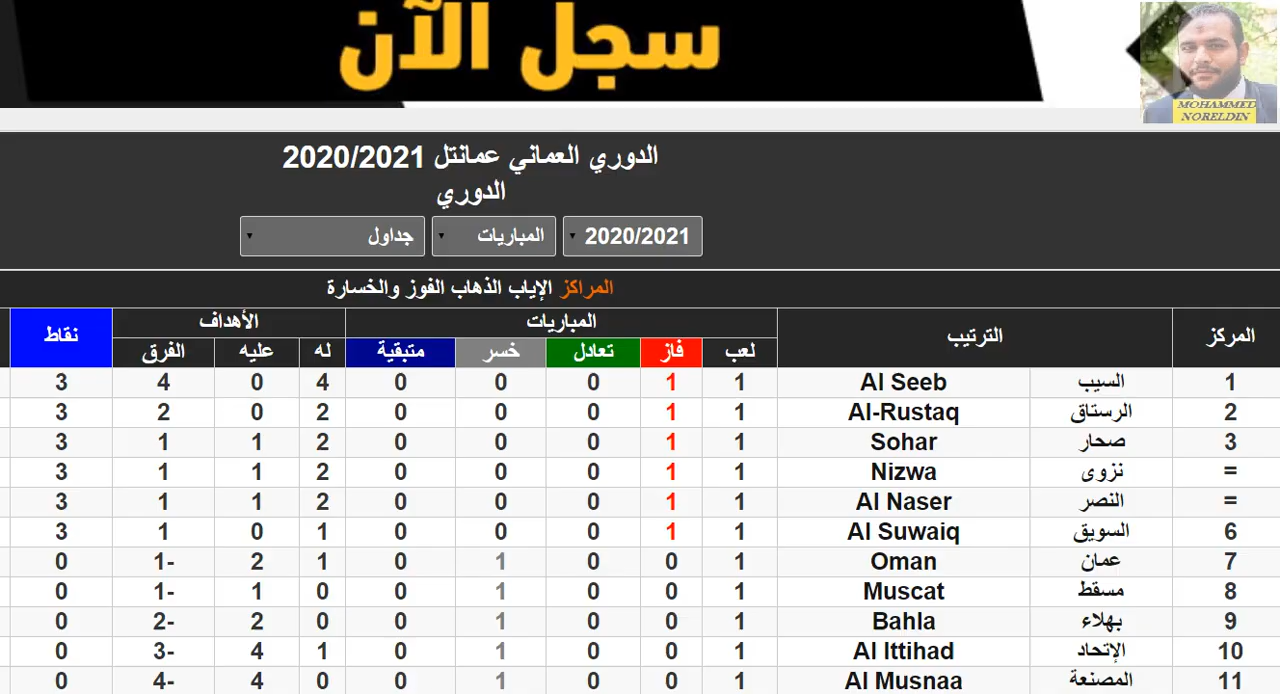 سجل الآن
MOHAMMED
NORELDIN
الدوري العماني عمانتل 2020/2021
الدوري
2020/2021 المباريات جداول
المراكز الإياب الذهاب الفوز والخسارة
المركز الترتيب المباريات الأهداف نقاط
لعب فاز تعادل خسر متبقية له عليه الفرق
1 السيب Al Seeb 1 1 0 0 0 4 0 4 3
2 الرستاق Al-Rustaq 1 1 0 0 0 2 0 2 3
3 صحار Sohar 1 1 0 0 0 2 1 1 3
= نزوى Nizwa 1 1 0 0 0 2 1 1 3
= النصر Al Naser 1 1 0 0 0 2 1 1 3
6 السويق Al Suwaiq 1 1 0 0 0 1 0 1 3
7 عمان Oman 1 0 0 1 0 1 2 1- 0
8 مسقط Muscat 1 0 0 1 0 0 1 1- 0
9 بهلاء Bahla 1 0 0 1 0 0 2 2- 0
10 الإتحاد Al Ittihad 1 0 0 1 0 1 4 3- 0
11 المصنعة Al Musnaa 1 0 0 1 0 0 4 4- 0